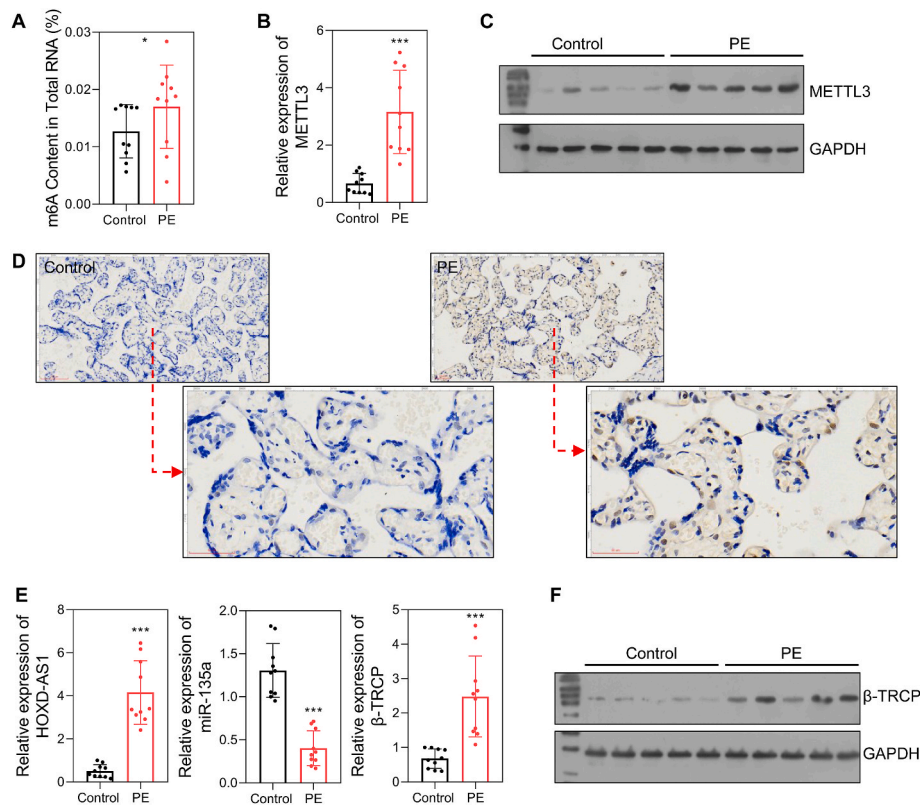 A
m6A Content in Total RNA (%)
0.03
0.02
0.01
0.00
*
Control
PE
B
Relative expression of
METTL3
6
4
2
0
***
Control
PE
C
Control
PE
METTL3
GAPDH
D
Control
PE
E
Relative expression of
HOXD-AS1
8
6
4
2
0
***
Control
PE
Relative expression of
miR-135a
2.0
1.5
1.0
0.5
0.0
***
Control
PE
Relative expression of
β-TRCP
5
4
3
2
1
0
***
Control
PE
F
Control
PE
β-TRCP
GAPDH